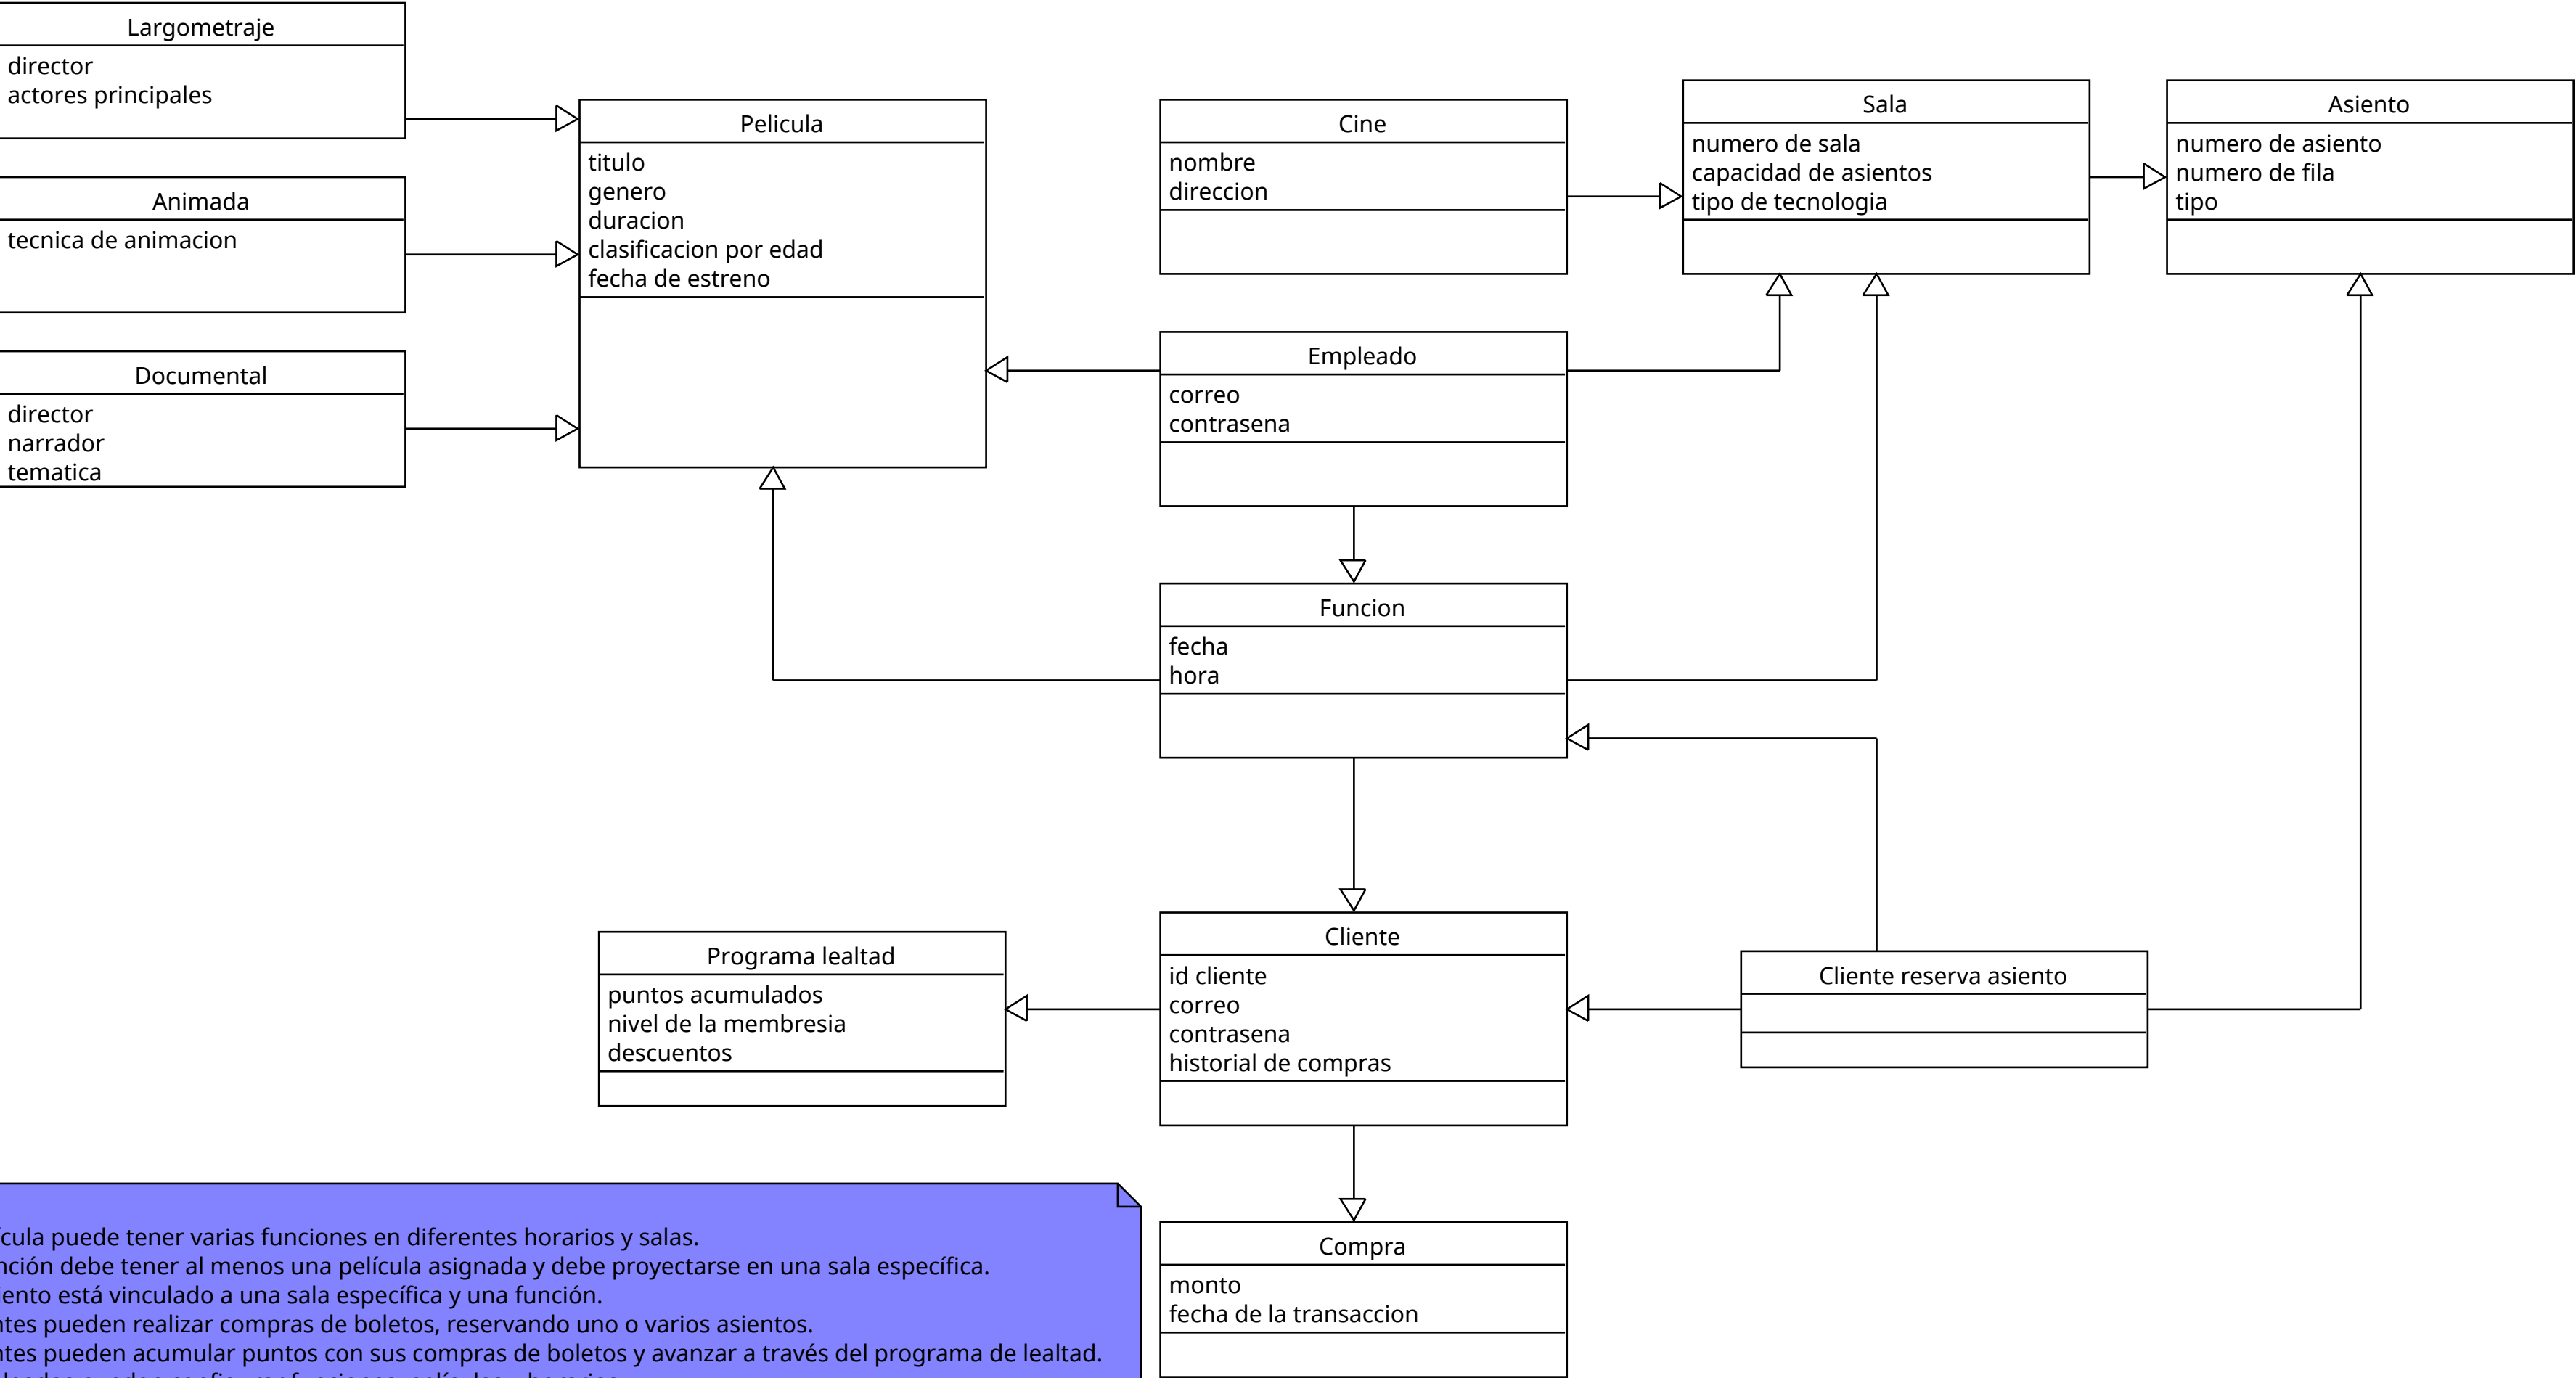 Largometraje
director
actores principales
Animada
tecnica de animacion
Documental
director
narrador
tematica
Pelicula
titulo
genero
duracion
clasificacion por edad
fecha de estreno
Cine
nombre
direccion
Sala
numero de sala
capacidad de asientos
tipo de tecnologia
Asiento
numero de asiento
numero de fila
tipo
Empleado
correo
contrasena
Funcion
fecha
hora
Programa lealtad
puntos acumulados
nivel de la membresia
descuentos
Cliente
id cliente
correo
contrasena
historial de compras
Cliente reserva asiento
Compra
monto
fecha de la transaccion
cula puede tener varias funciones en diferentes horarios y salas.
nción debe tener al menos una película asignada y debe proyectarse en una sala específica.
iento está vinculado a una sala específica y una función.
ntes pueden realizar compras de boletos, reservando uno o varios asientos.
ntes pueden acumular puntos con sus compras de boletos y avanzar a través del programa de lealtad.